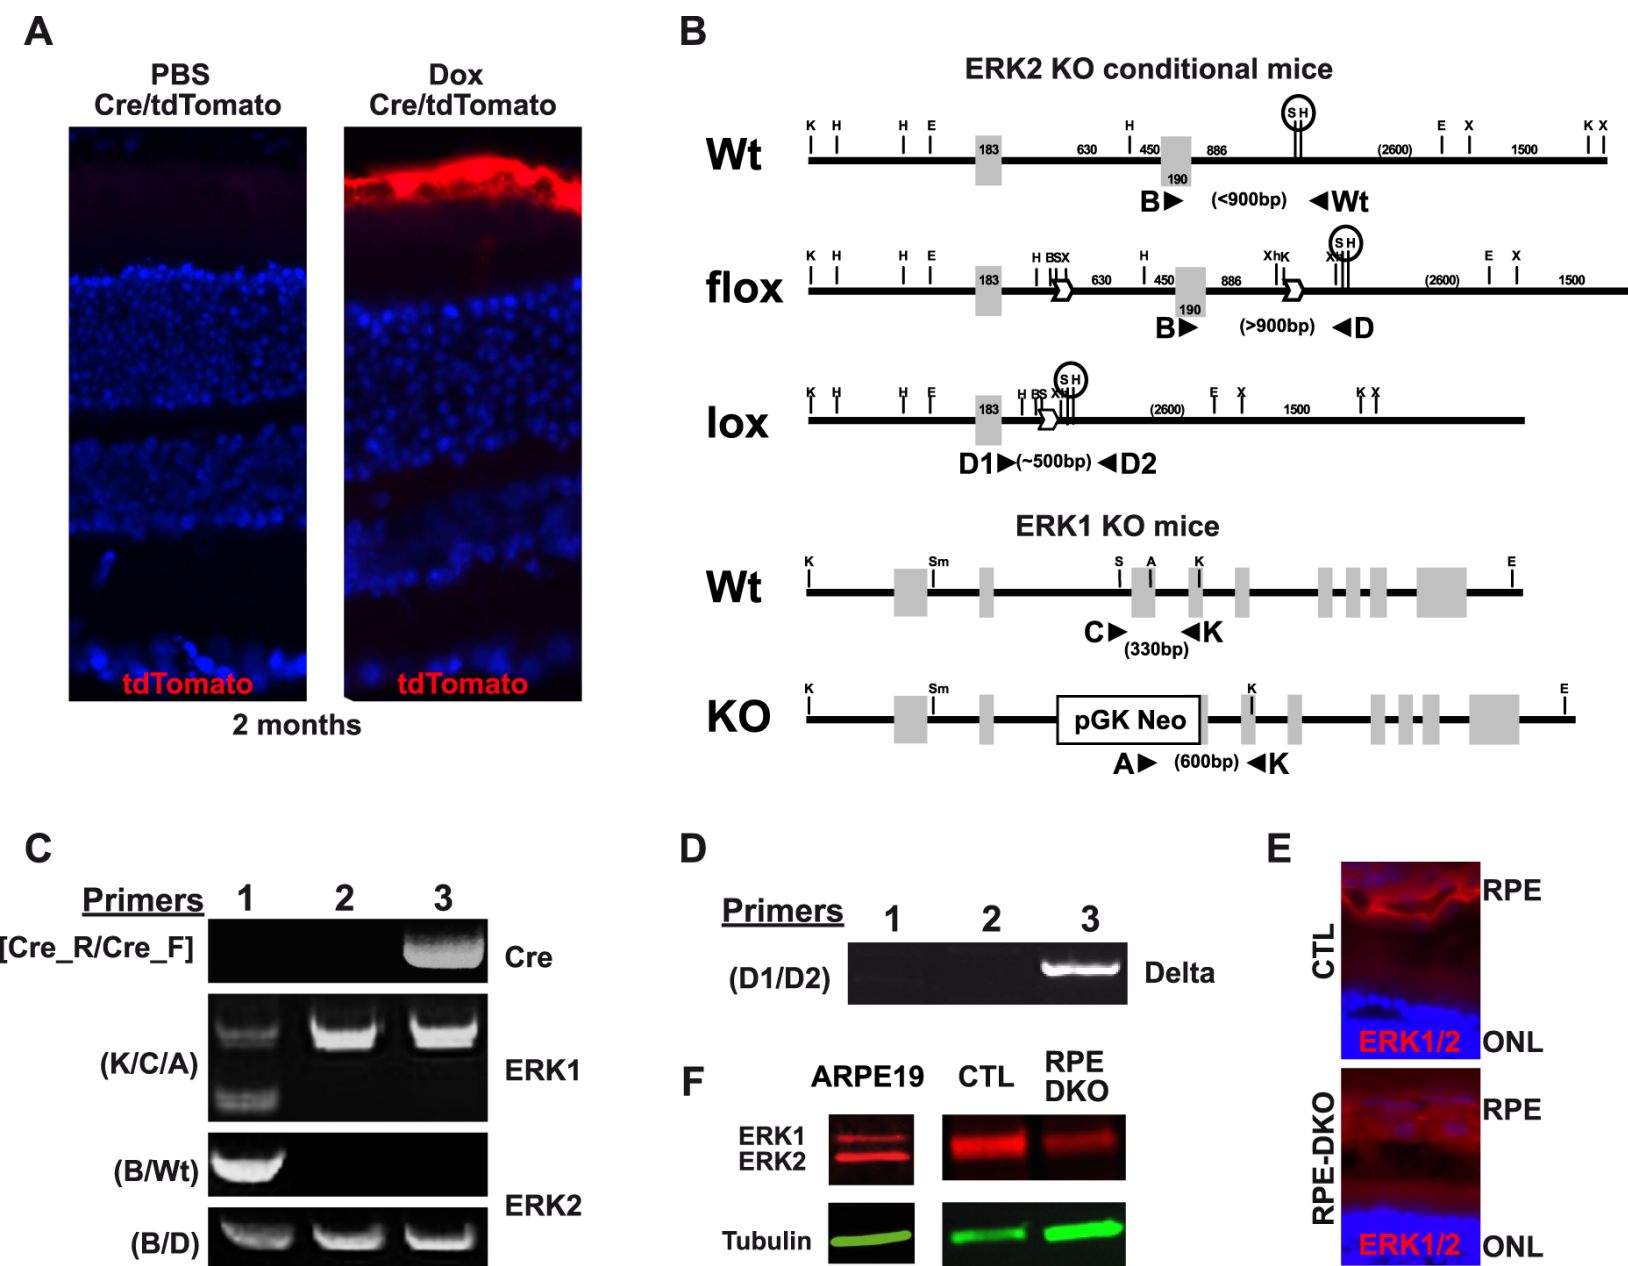 A
PBS
Cre/tdTomato
Dox
Cre/tdTomato
tdTomato
tdTomato
2 months
B
ERK2 KO conditional mice
Wt
K H H E 183 630 H 450 190 886 S H (2600) E X 1500 K X
B (<900bp) Wt
flox
K H H E 183 H BSX 630 H 450 190 886 XhK S H (2600) E X 1500
B (>900bp) D
lox
K H H E 183 H BS S H (2600) E X 1500 K X
D1 (~500bp) D2
ERK1 KO mice
Wt
K Sm S A K E
C K
(330bp)
KO
K Sm pGK Neo K E
A (600bp) K
C
Primers 1 2 3
[Cre_R/Cre_F] Cre
(K/C/A) ERK1
(B/Wt)
ERK2
(B/D)
D
Primers 1 2 3
(D1/D2) Delta
E
CTL
RPE
ERK1/2 ONL
RPE-DKO
RPE
ERK1/2 ONL
F
ARPE19 CTL RPE
DKO
ERK1
ERK2
Tubulin